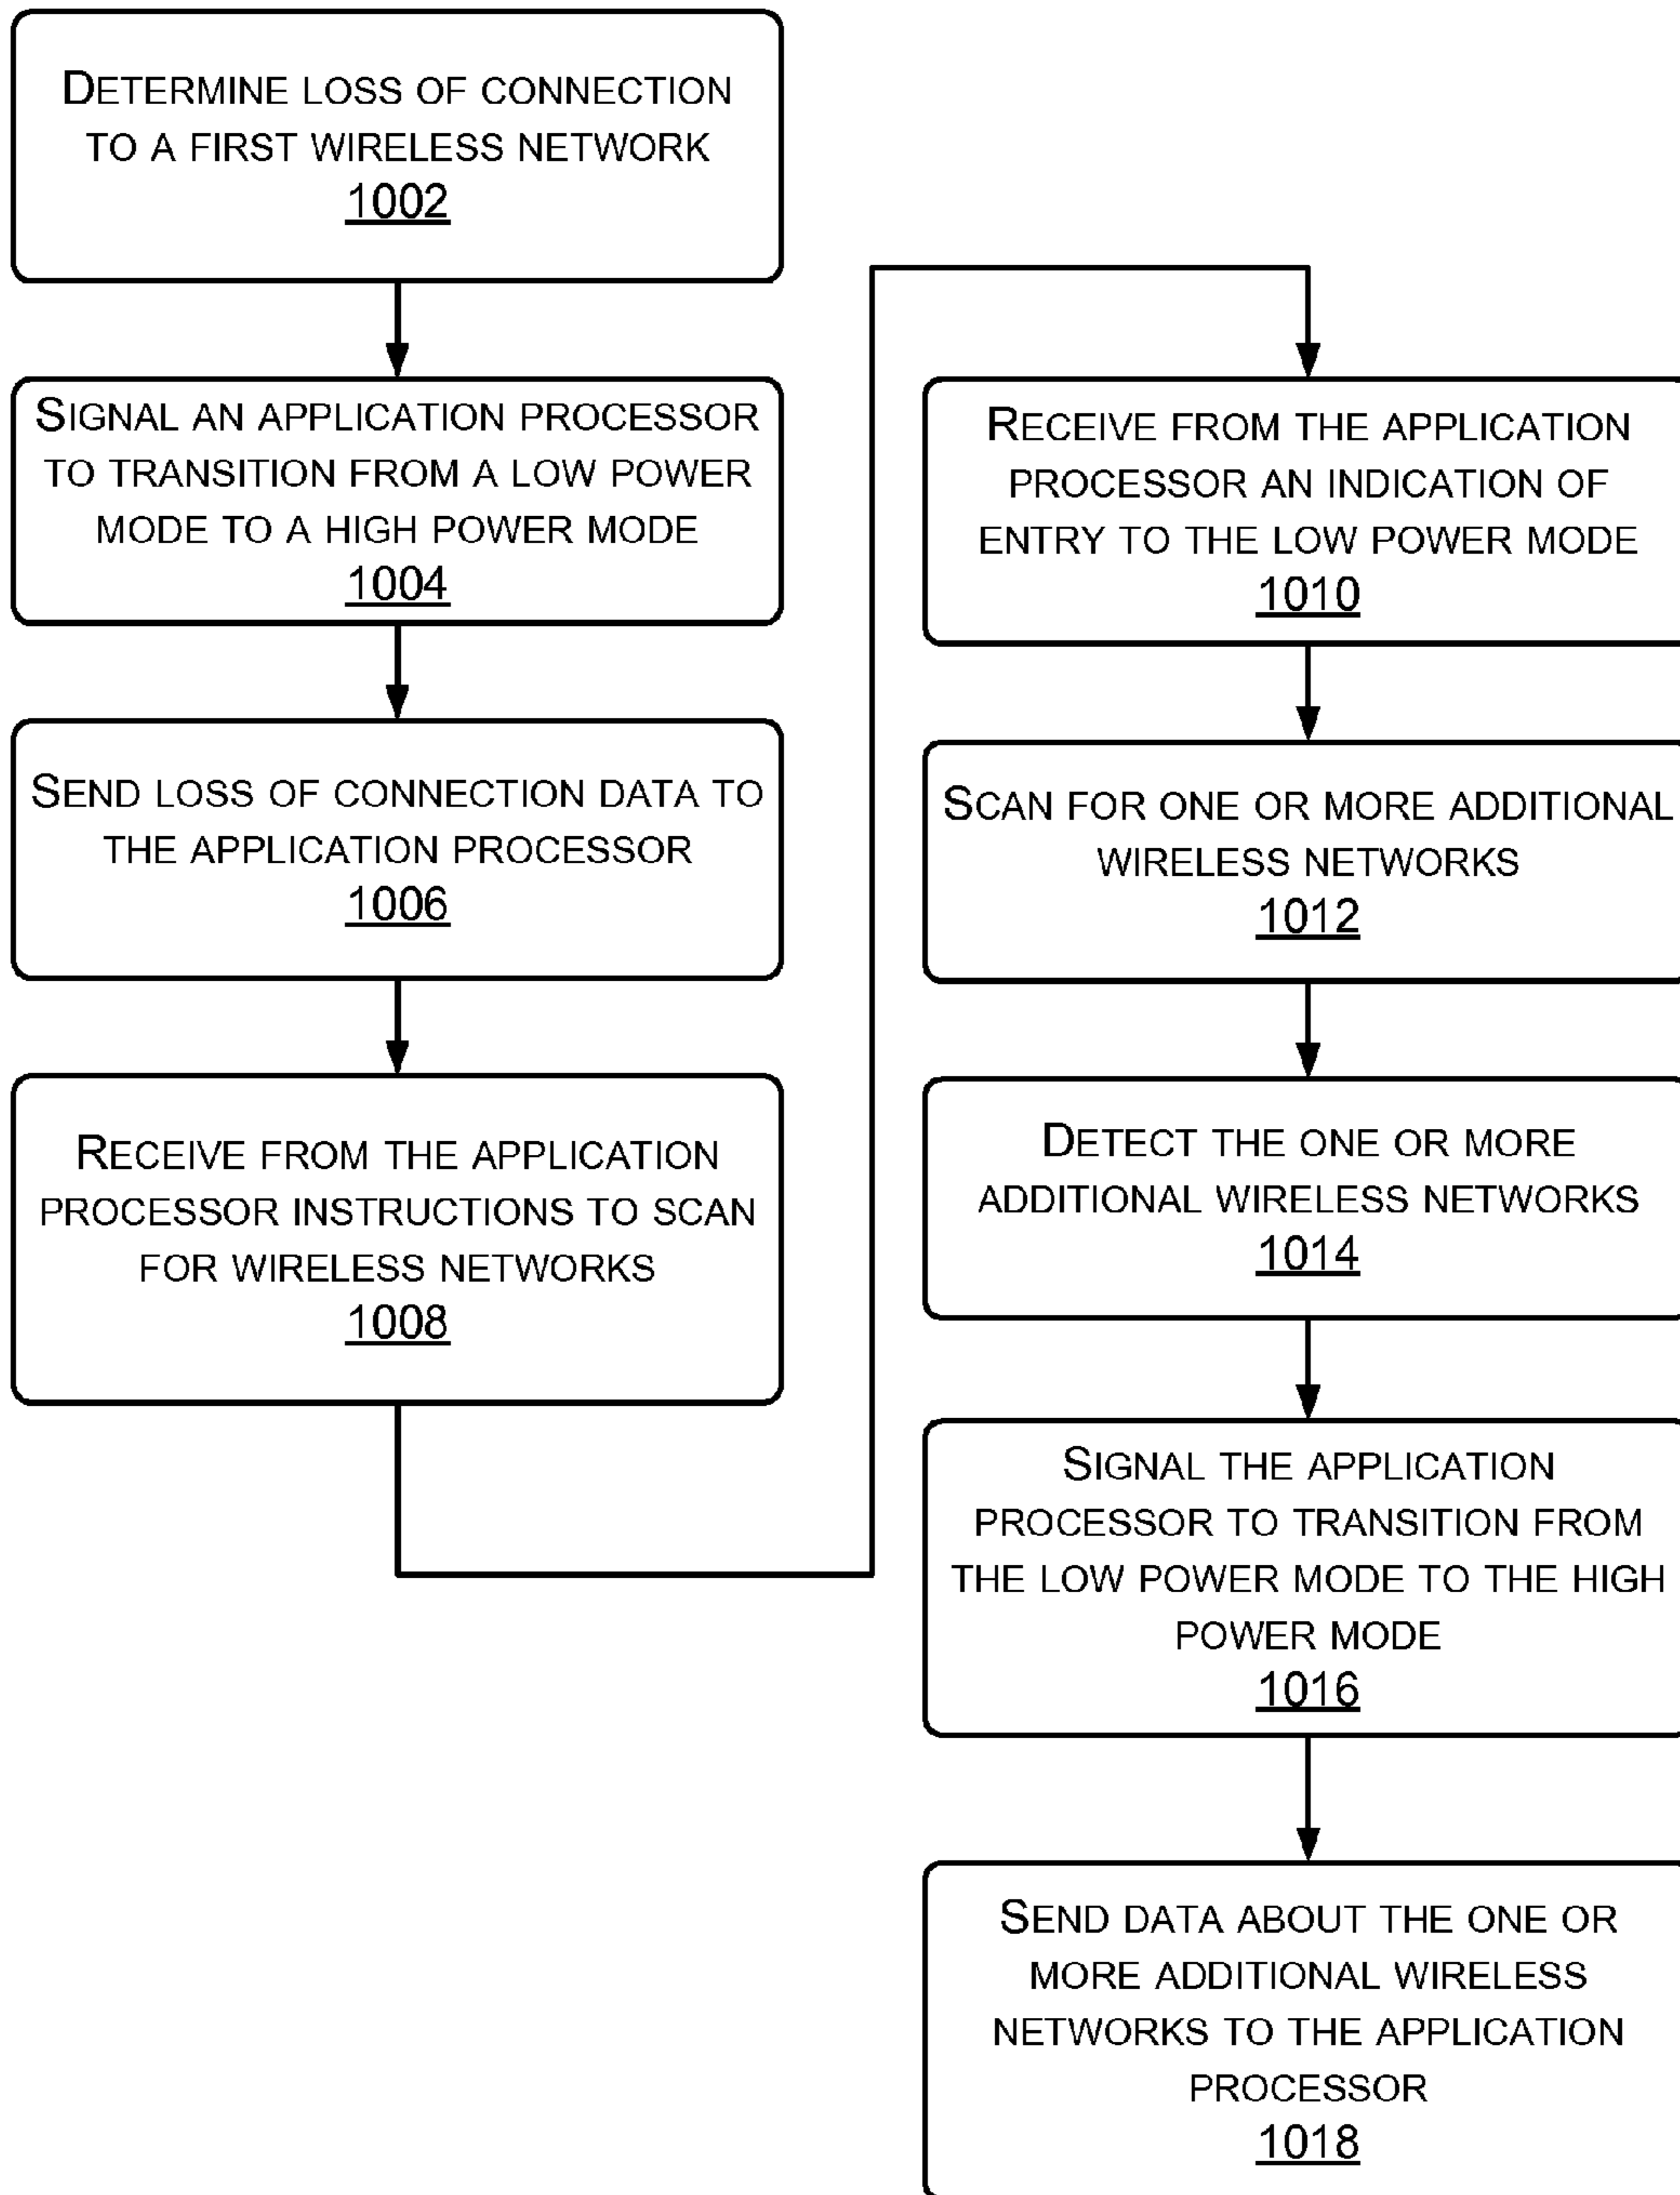 DETERMINE LOSS OF CONNECTION
TO A FIRST WIRELESS NETWORK
1002
SIGNAL AN APPLICATION PROCESSOR
TO TRANSITION FROM A LOW POWER
MODE TO A HIGH POWER MODE
1004
SEND LOSS OF CONNECTION DATA TO
THE APPLICATION PROCESSOR
1006
RECEIVE FROM THE APPLICATION
PROCESSOR INSTRUCTIONS TO SCAN
FOR WIRELESS NETWORKS
1008
RECEIVE FROM THE APPLICATION
PROCESSOR AN INDICATION OF
ENTRY TO THE LOW POWER MODE
1010
SCAN FOR ONE OR MORE ADDITIONAL
WIRELESS NETWORKS
1012
DETECT THE ONE OR MORE
ADDITIONAL WIRELESS NETWORKS
1014
SIGNAL THE APPLICATION
PROCESSOR TO TRANSITION FROM
THE LOW POWER MODE TO THE HIGH
POWER MODE
1016
SEND DATA ABOUT THE ONE OR
MORE ADDITIONAL WIRELESS
NETWORKS TO THE APPLICATION
PROCESSOR
1018